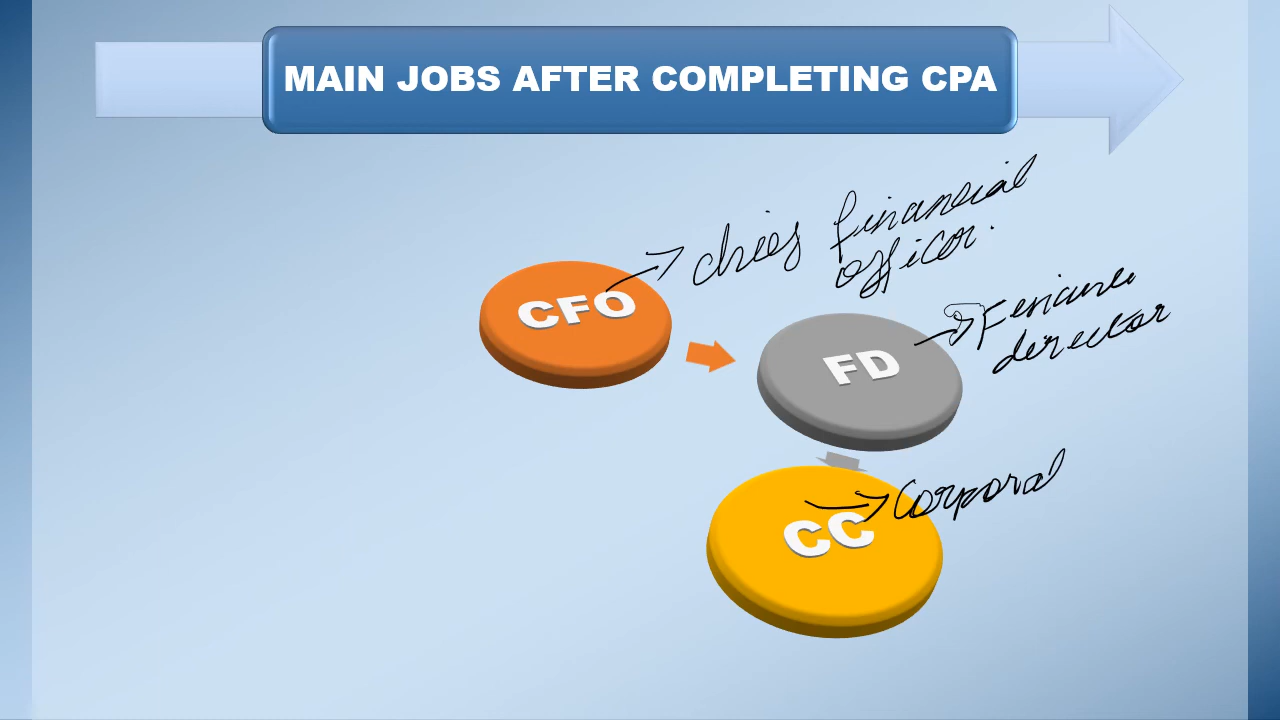 MAIN JOBS AFTER COMPLETING CPA
CFO
chief financial
officer.
FD
Finance
director
CC
Corporal